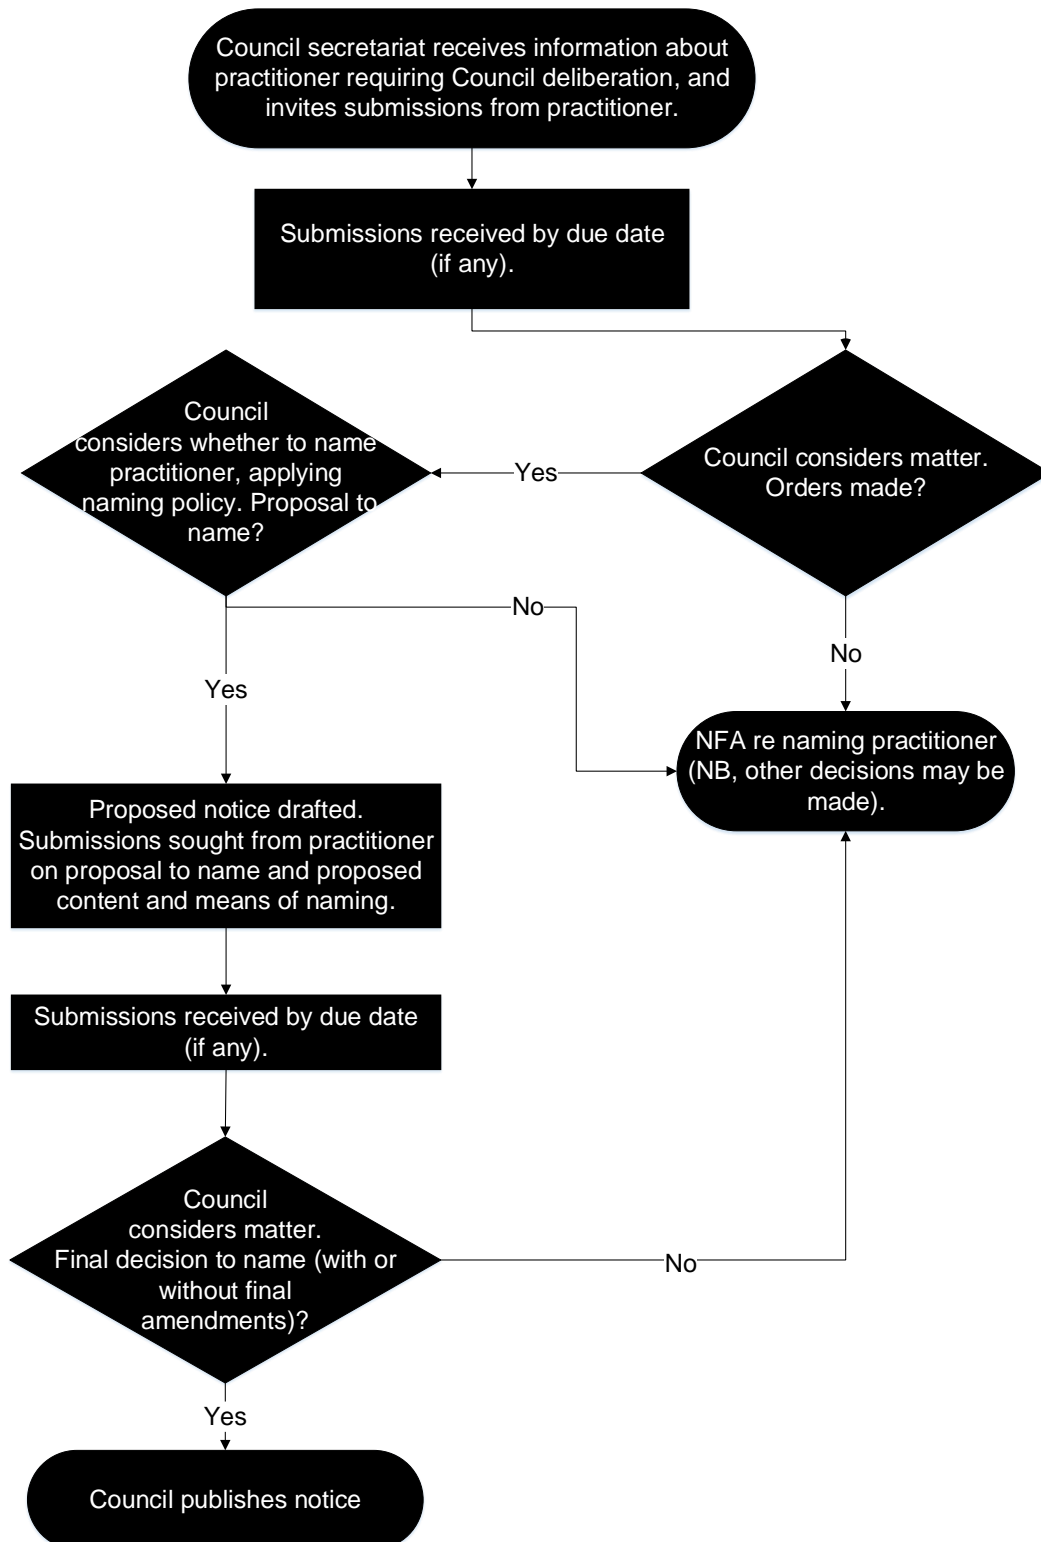 Council secretariat receives information about
practitioner requiring Council deliberation, and
invites submissions from practitioner.
Submissions received by due date
(if any).
Council
considers whether to name
practitioner, applying
naming policy. Proposal to
name?
Yes
Council considers matter.
Orders made?
No
No
Yes
NFA re naming practitioner
(NB, other decisions may be
made).
Proposed notice drafted.
Submissions sought from practitioner
on proposal to name and proposed
content and means of naming.
Submissions received by due date
(if any).
Council
considers matter.
Final decision to name (with or
without final
amendments)?
No
Yes
Council publishes notice